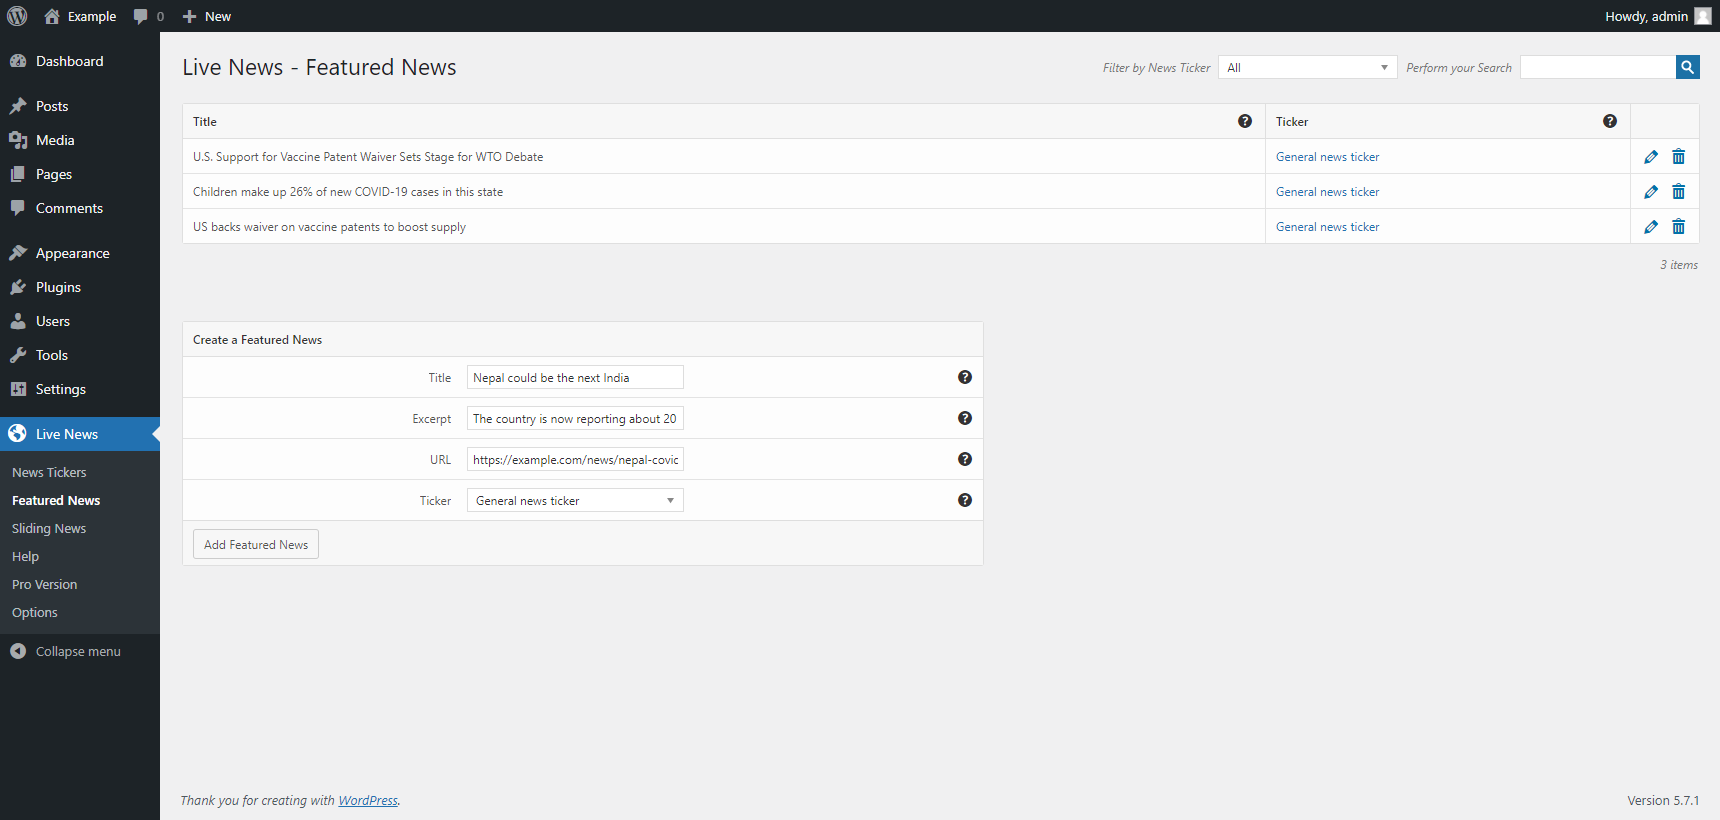 Example 0 New Howdy, admin
Dashboard
Posts
Media
Pages
Comments
Appearance
Plugins
Users
Tools
Settings
Live News
News Tickers
Featured News
Sliding News
Help
Pro Version
Options
Collapse menu
Live News - Featured News
Filter by News Ticker All Perform your Search
Title Ticker
U.S. Support for Vaccine Patent Waiver Sets Stage for WTO Debate General news ticker
Children make up 26% of new COVID-19 cases in this state General news ticker
US backs waiver on vaccine patents to boost supply General news ticker
3 items
Create a Featured News
Title Nepal could be the next India
Excerpt The country is now reporting about 20
URL https://example.com/news/nepal-covid
Ticker General news ticker
Add Featured News
Thank you for creating with WordPress. Version 5.7.1